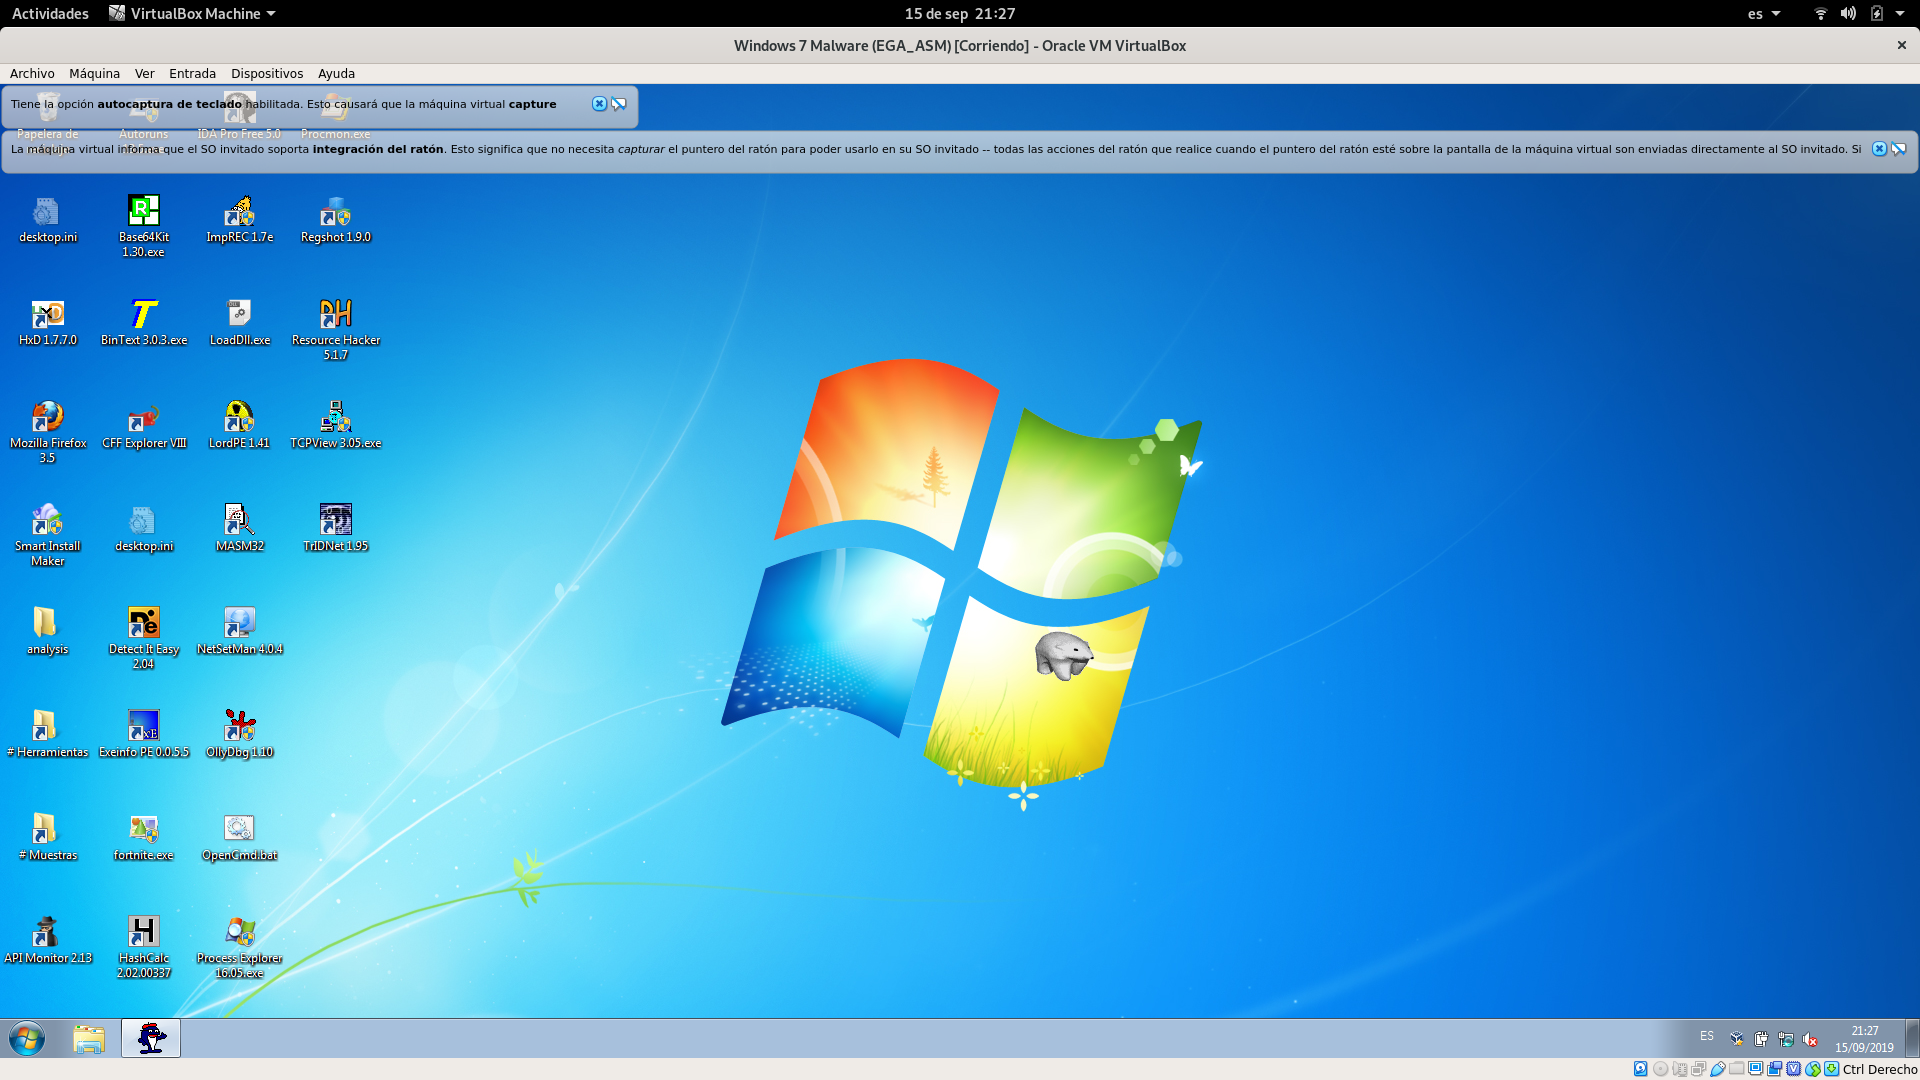 Actividades VirtualBox Machine 15 de sep 21:27 es
Windows 7 Malware (EGA_ASM) [Corriendo] - Oracle VM VirtualBox
Archivo Máquina Ver Entrada Dispositivos Ayuda
Tiene la opción autocaptura de teclado habilitada. Esto causará que la máquina virtual capture
Papelera de Autoruns IDA Pro Free 5.0 Procmon.exe
La máquina virtual informa que el SO invitado soporta integración del ratón. Esto significa que no necesita capturar el puntero del ratón para poder usarlo en su SO invitado -- todas las acciones del ratón que realice cuando el puntero del ratón esté sobre la pantalla de la máquina virtual son enviadas directamente al SO invitado. Si
desktop.ini Base64Kit ImpREC 1.7e Regshot 1.9.0
1.30.exe
HxD 1.7.7.0 BinText 3.0.3.exe LoadDll.exe Resource Hacker
5.1.7
Mozilla Firefox CFF Explorer VIII LordPE 1.41 TCPView 3.05.exe
3.5
Smart Install desktop.ini MASM32 TrIDNet 1.95
Maker
analysis Detect It Easy NetSetMan 4.0.4
2.04
# Herramientas Exeinfo PE 0.0.5.5 OllyDbg 1.10
# Muestras fortnite.exe OpenCmd.bat
API Monitor 2.13 HashCalc Process Explorer
2.02.00337 16.05.exe
ES 21:27
15/09/2019
Ctrl Derecho